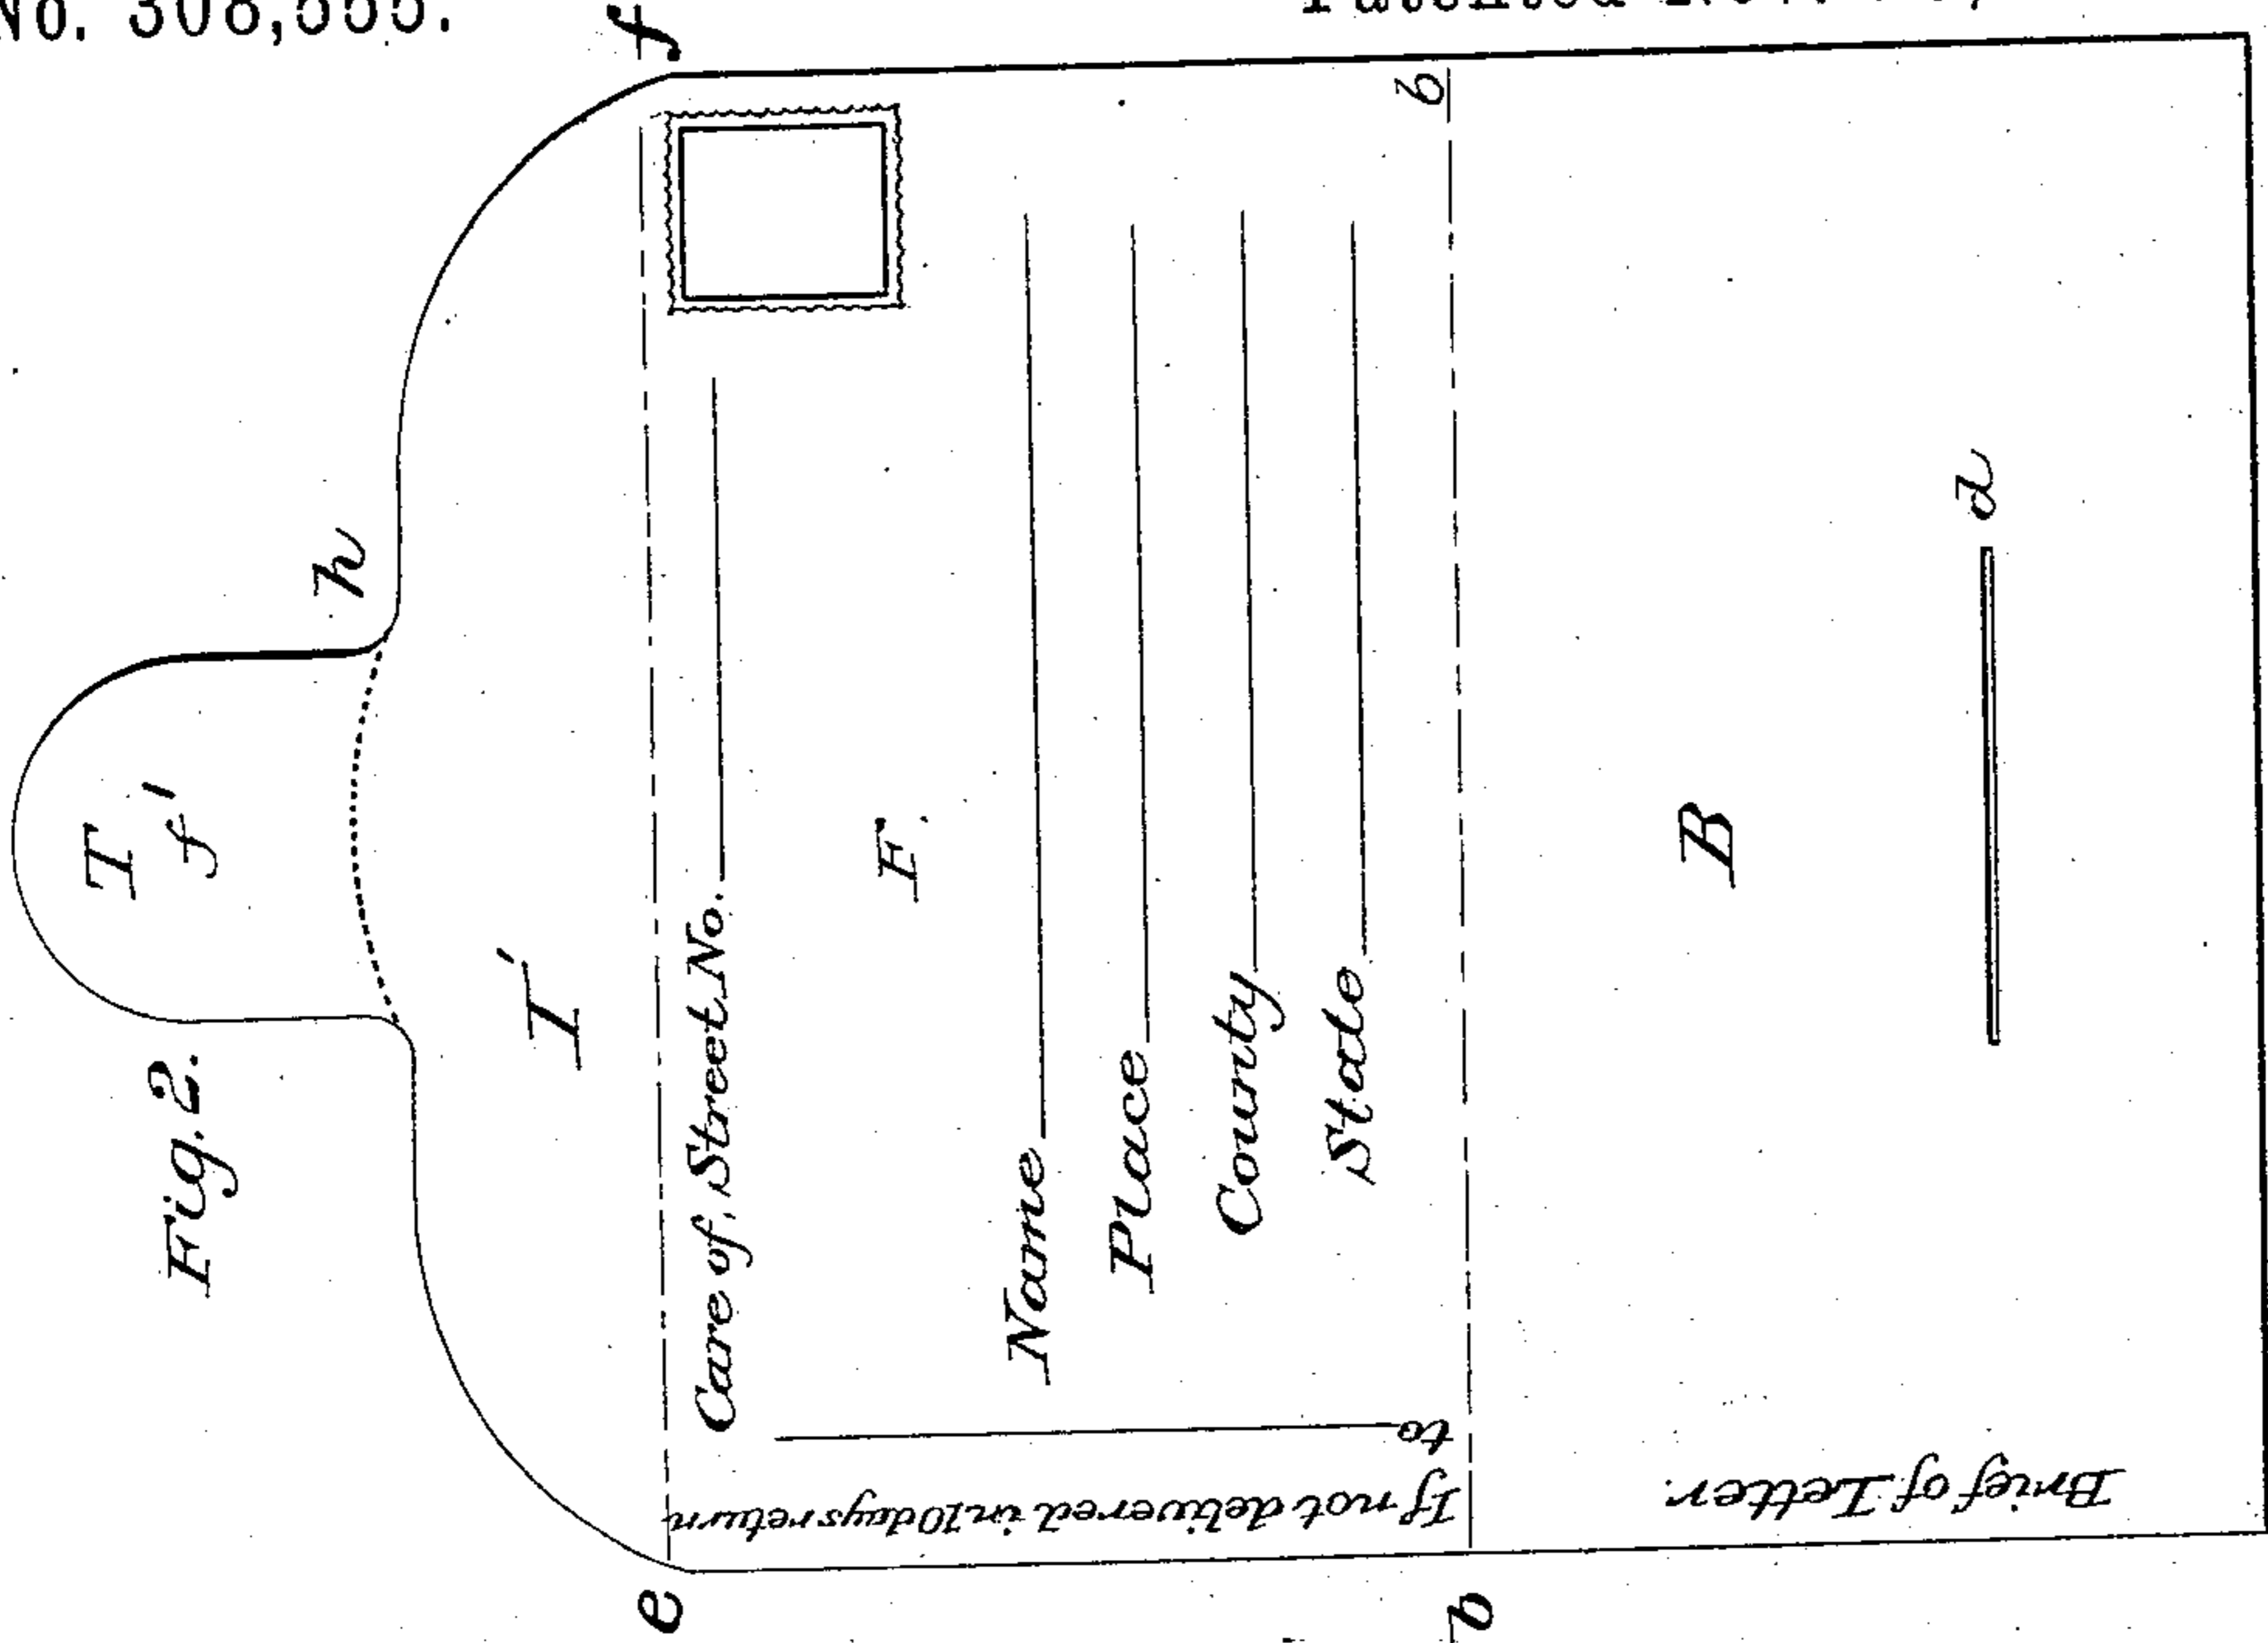 No. 308,555.
Fig. 2.
T
f'
h
T'
e
f
Care of, Street No.
F.
Name
Place
County
State
If not delivered in 10 days return
to
b
b
B
d
Brief of Letter.